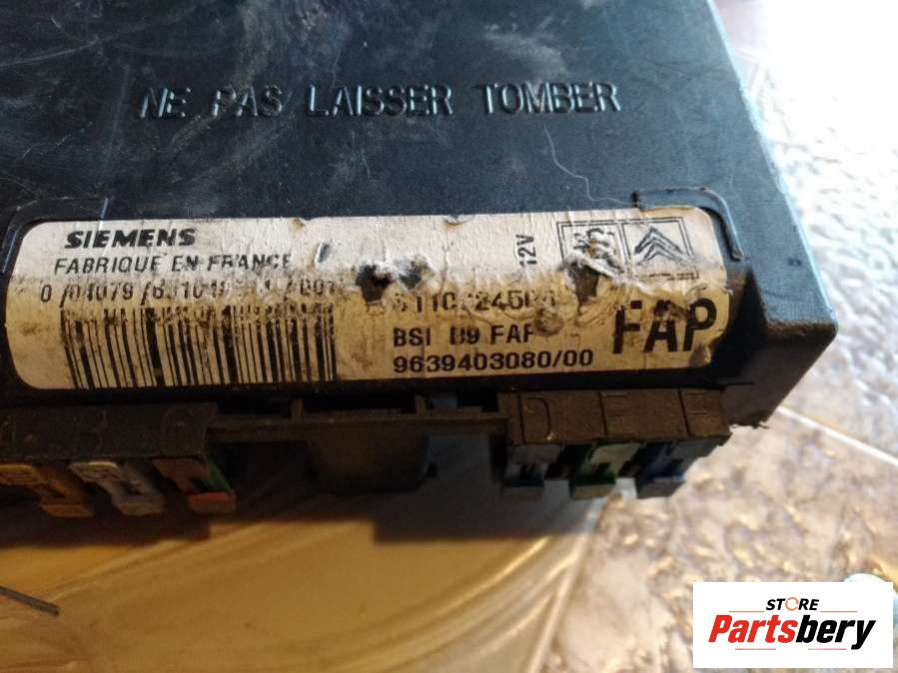 NE PAS LAISSER TOMBER
SIEMENS
FABRIQUE EN FRANCE
12V
BSI FAP
9639403080/00
FAP
A B C
D E F
STORE
Partsbery